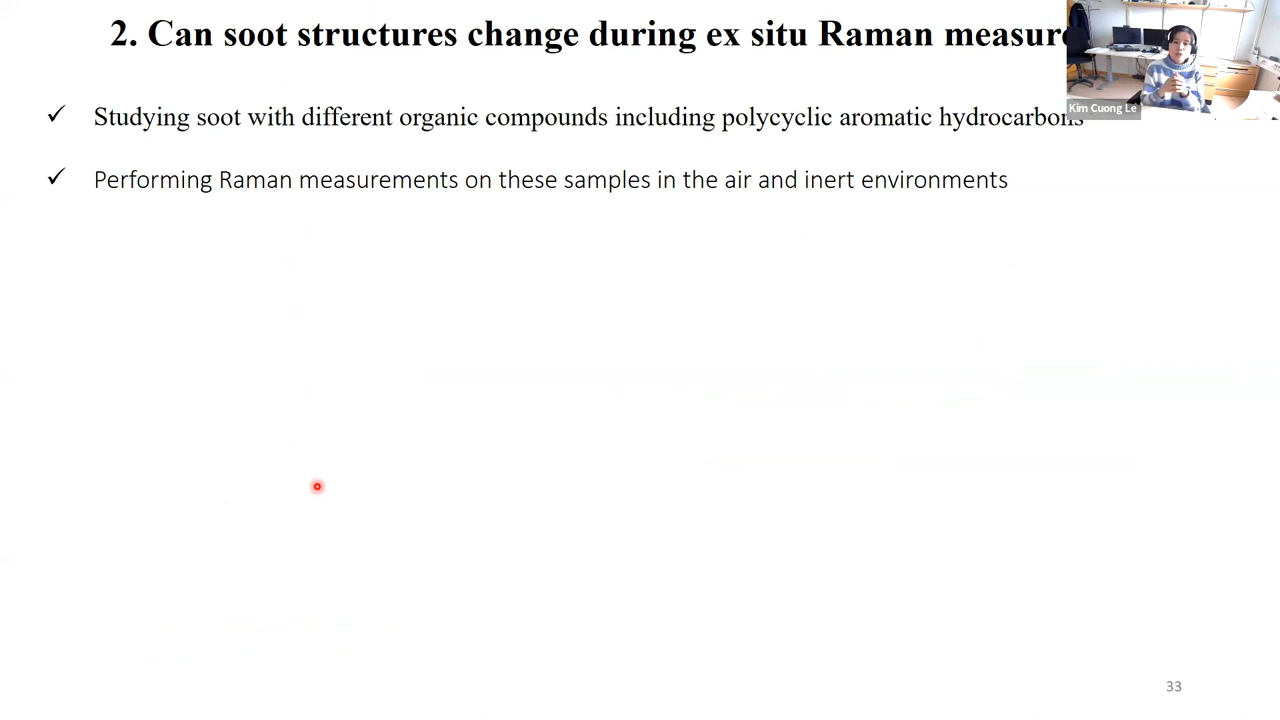 2. Can soot structures change during ex situ Raman measure
Kim Cuong Le
✓ Studying soot with different organic compounds including polycyclic aromatic hydrocarbons
✓ Performing Raman measurements on these samples in the air and inert environments
33